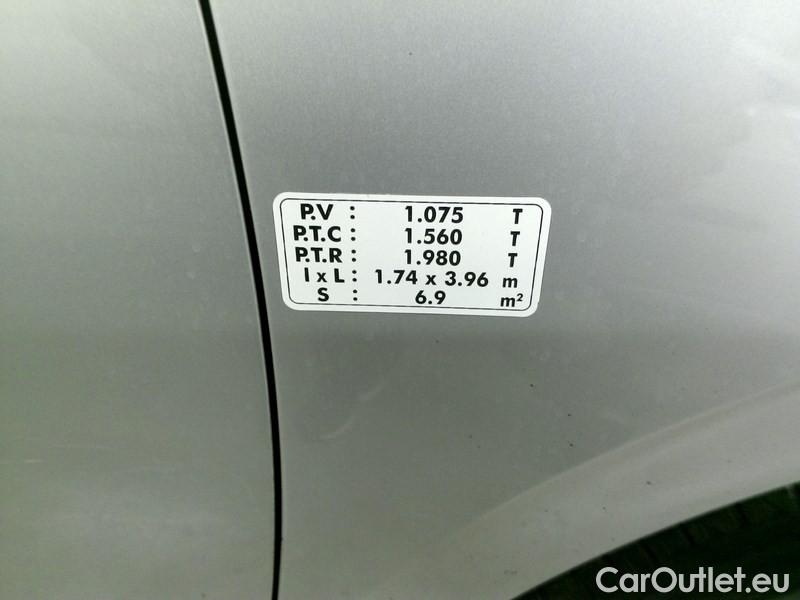 P.V : 1.075 T
P.T.C : 1.560 T
P.T.R : 1.980 T
l x L : 1.74 x 3.96 m
S : 6.9 m²
CarOutlet.eu